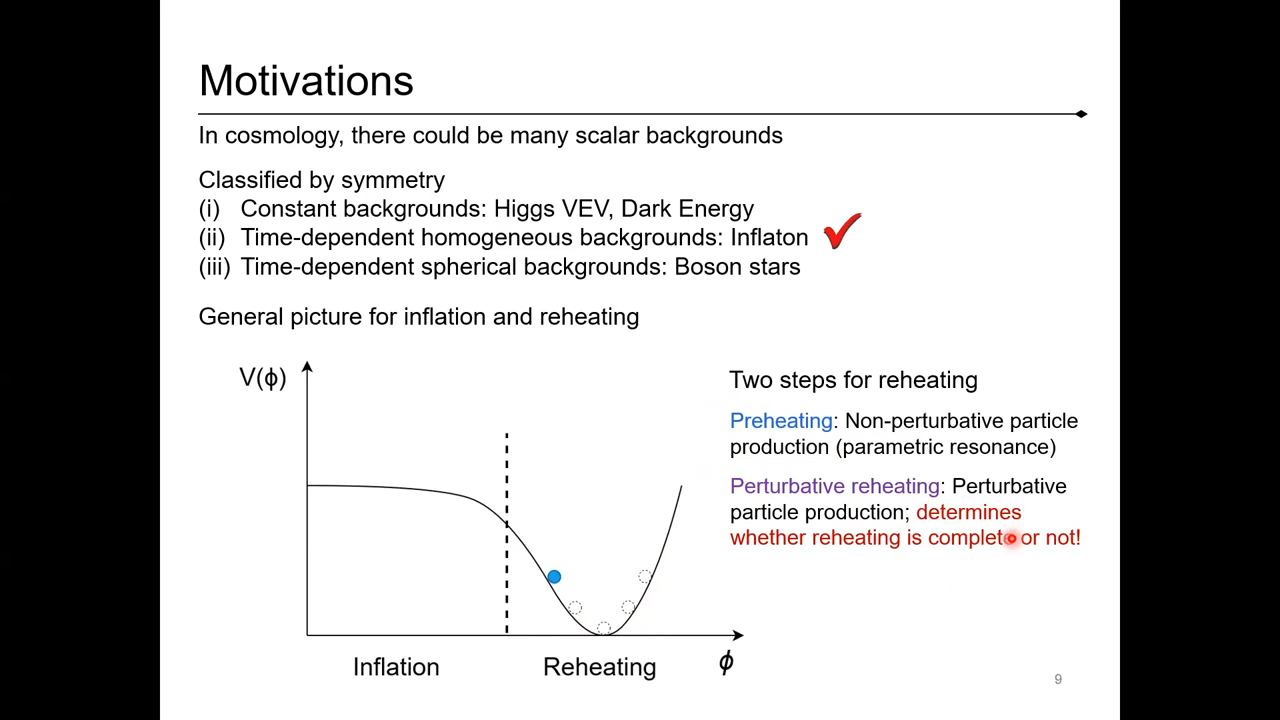 Motivations
In cosmology, there could be many scalar backgrounds
Classified by symmetry
(i) Constant backgrounds: Higgs VEV, Dark Energy
(ii) Time-dependent homogeneous backgrounds: Inflaton
(iii) Time-dependent spherical backgrounds: Boson stars
General picture for inflation and reheating
V(ϕ)
Two steps for reheating
Preheating: Non-perturbative particle
production (parametric resonance)
Perturbative reheating: Perturbative
particle production; determines
whether reheating is complete or not!
Inflation
Reheating
ϕ
9